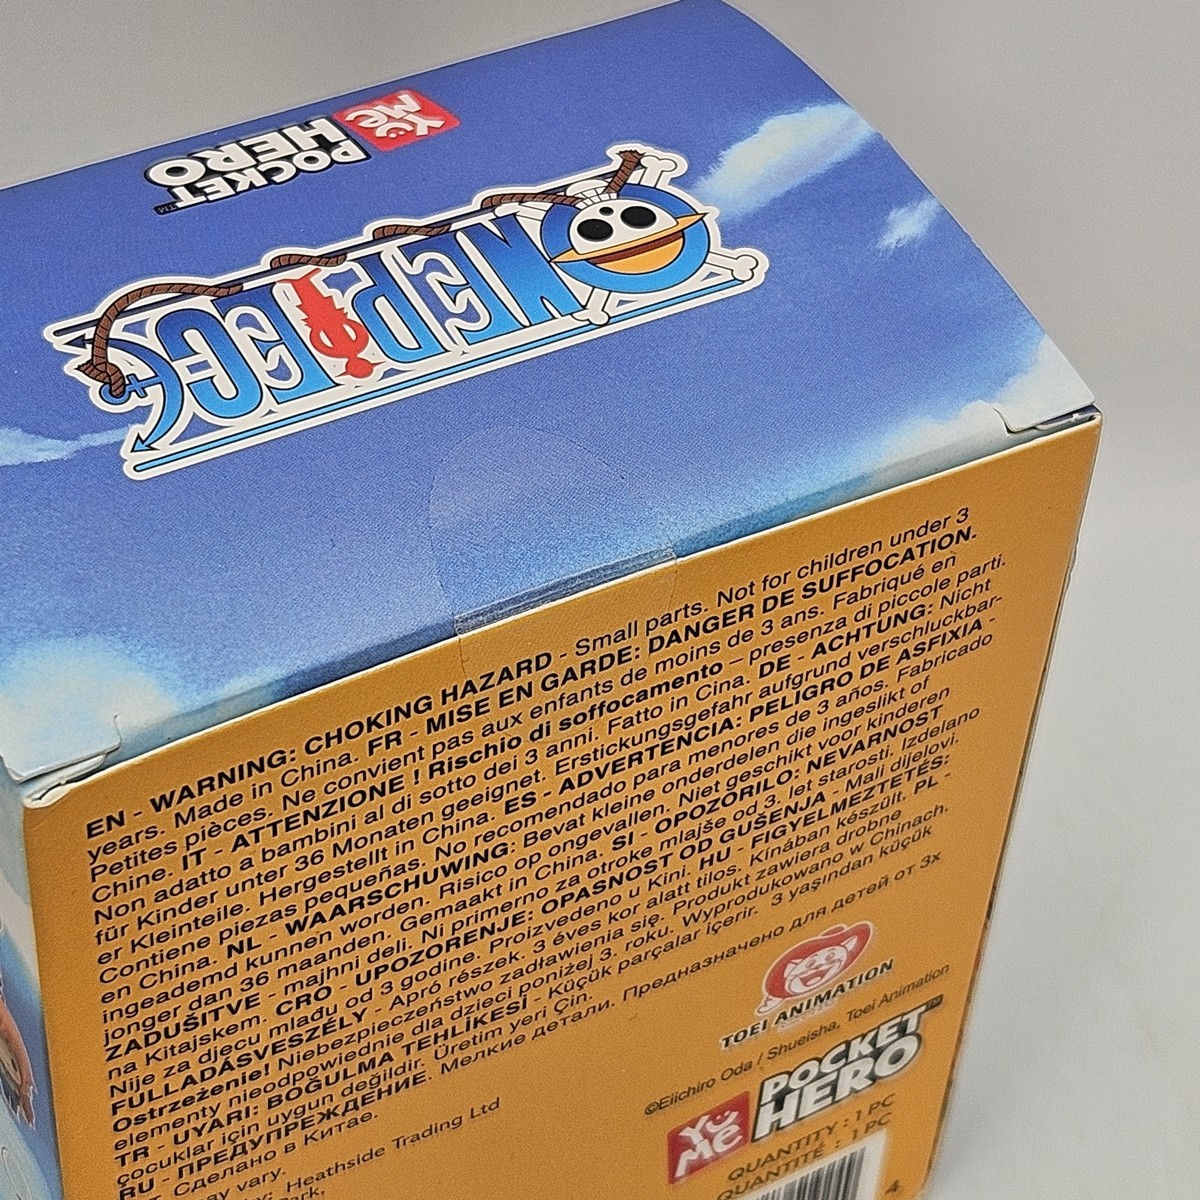 YuMe
POCKET
HERO™
ONE PIECE
EN - WARNING: CHOKING HAZARD - Small parts. Not for children under 3
years. Made in China. FR - MISE EN GARDE: DANGER DE SUFFOCATION.
Petites pièces. Ne convient pas aux enfants de moins de 3 ans. Fabriqué en
Chine. IT - ATTENZIONE ! Rischio di soffocamento – presenza di piccole parti.
Non adatto a bambini al di sotto dei 3 anni. Fatto in Cina. DE - ACHTUNG: Nicht
für Kinder unter 36 Monaten geeignet. Erstickungsgefahr aufgrund verschluckbar-
er Kleinteile. Hergestellt in China. ES - ADVERTENCIA: PELIGRO DE ASFIXIA -
Contiene piezas pequeñas. No recomendado para menores de 3 años. Fabricado
en China. NL - WAARSCHUWING: Bevat kleine onderdelen die ingeslikt of
ingeademd kunnen worden. Risico op ongevallen. Niet geschikt voor kinderen
jonger dan 36 maanden. Gemaakt in China. SI - OPOZORILO: NEVARNOST
ZADUŠITVE - majhni deli. Ni primerno za otroke mlajše od 3. let starosti. Izdelano
na Kitajskem. CRO - UPOZORENJE: OPASNOST OD GUŠENJA - Mali dijelovi.
Nije za djecu mlađu od 3 godine. Proizvedeno u Kini. HU - FIGYELMEZTETÉS:
FULLADÁSVESZÉLY - Apró részek. 3 éves kor alatt tilos. Kínában készült. PL -
Ostrzeżenie! Niebezpieczeństwo zadławienia się. Produkt zawiera drobne
elementy nieodpowiednie dla dzieci poniżej 3. roku. Wyprodukowano w Chinach.
TR - UYARI: BOĞULMA TEHLİKESİ - Küçük parçalar içerir. 3 yaşından küçük
çocuklar için uygun değildir. Üretim yeri Çin.
RU - ПРЕДУПРЕЖДЕНИЕ. Мелкие детали. Предназначено для детей от 3х
Сделано в Китае.
vary.
Heathside Trading Ltd
Park,
TOEI ANIMATION
©Eiichiro Oda / Shueisha, Toei Animation
YuMe
POCKET
HERO™
QUANTITY : 1 PC
QUANTITÉ : 1 PC
4